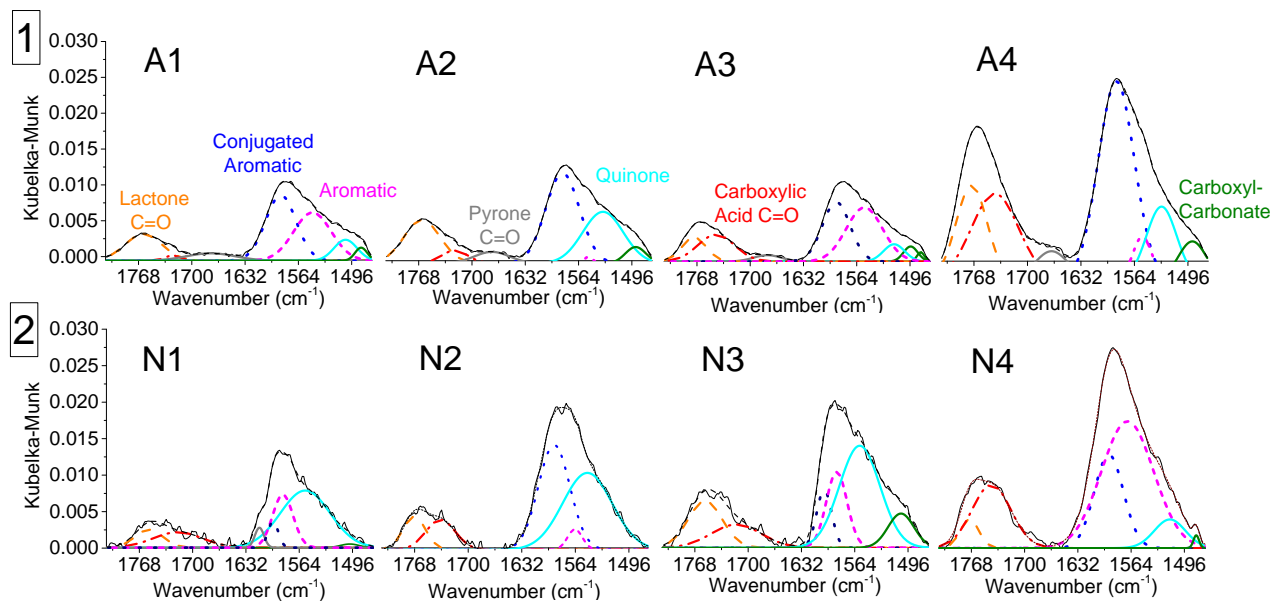 1
0.030
0.025
0.020
0.015
0.010
0.005
0.000
Kubelka-Munk
A1
A2
A3
A4
Lactone
C=O
Conjugated
Aromatic
Aromatic
Pyrone
C=O
Quinone
Carboxylic
Acid C=O
Carboxyl-
Carbonate
1768 1700 1632 1564 1496
1768 1700 1632 1564 1496
1768 1700 1632 1564 1496
1768 1700 1632 1564 1496
Wavenumber (cm⁻¹)
Wavenumber (cm⁻¹)
Wavenumber (cm⁻¹)
Wavenumber (cm⁻¹)
2
0.030
0.025
0.020
0.015
0.010
0.005
0.000
Kubelka-Munk
N1
N2
N3
N4
1768 1700 1632 1564 1496
1768 1700 1632 1564 1496
1768 1700 1632 1564 1496
1768 1700 1632 1564 1496
Wavenumber (cm⁻¹)
Wavenumber (cm⁻¹)
Wavenumber (cm⁻¹)
Wavenumber (cm⁻¹)